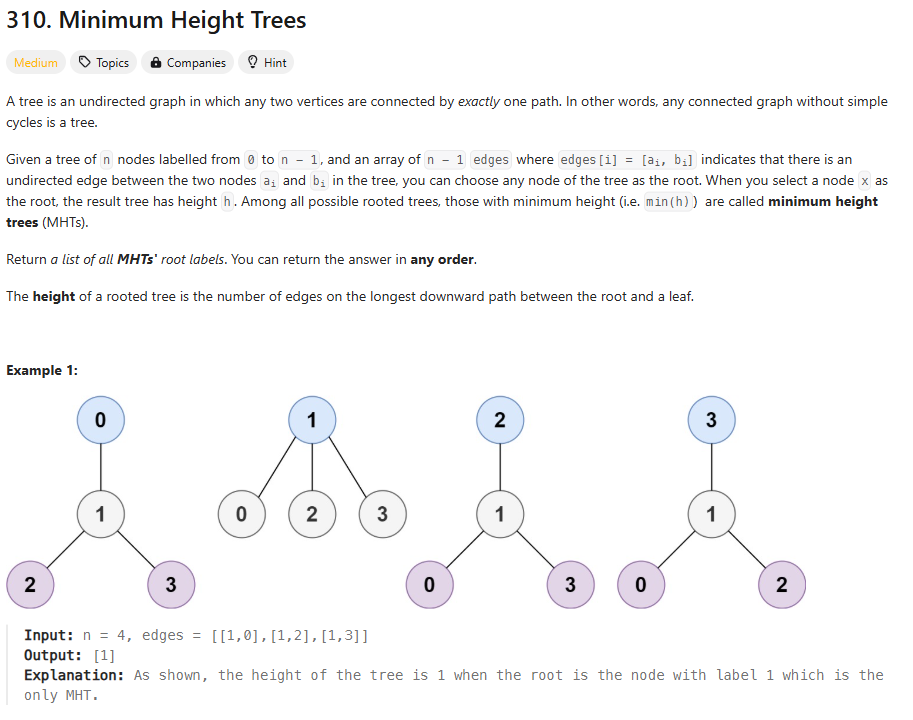 310. Minimum Height Trees
Medium Topics Companies Hint
A tree is an undirected graph in which any two vertices are connected by exactly one path. In other words, any connected graph without simple
cycles is a tree.
Given a tree of n nodes labelled from 0 to n - 1, and an array of n - 1 edges where edges[i] = [aᵢ, bᵢ] indicates that there is an
undirected edge between the two nodes aᵢ and bᵢ in the tree, you can choose any node of the tree as the root. When you select a node x as
the root, the result tree has height h. Among all possible rooted trees, those with minimum height (i.e. min(h)) are called minimum height
trees (MHTs).
Return a list of all MHTs' root labels. You can return the answer in any order.
The height of a rooted tree is the number of edges on the longest downward path between the root and a leaf.
Example 1:
0 1 2 3
1 0 2 3 1 1
2 3 0 3 0 2
Input: n = 4, edges = [[1,0],[1,2],[1,3]]
Output: [1]
Explanation: As shown, the height of the tree is 1 when the root is the node with label 1 which is the
only MHT.